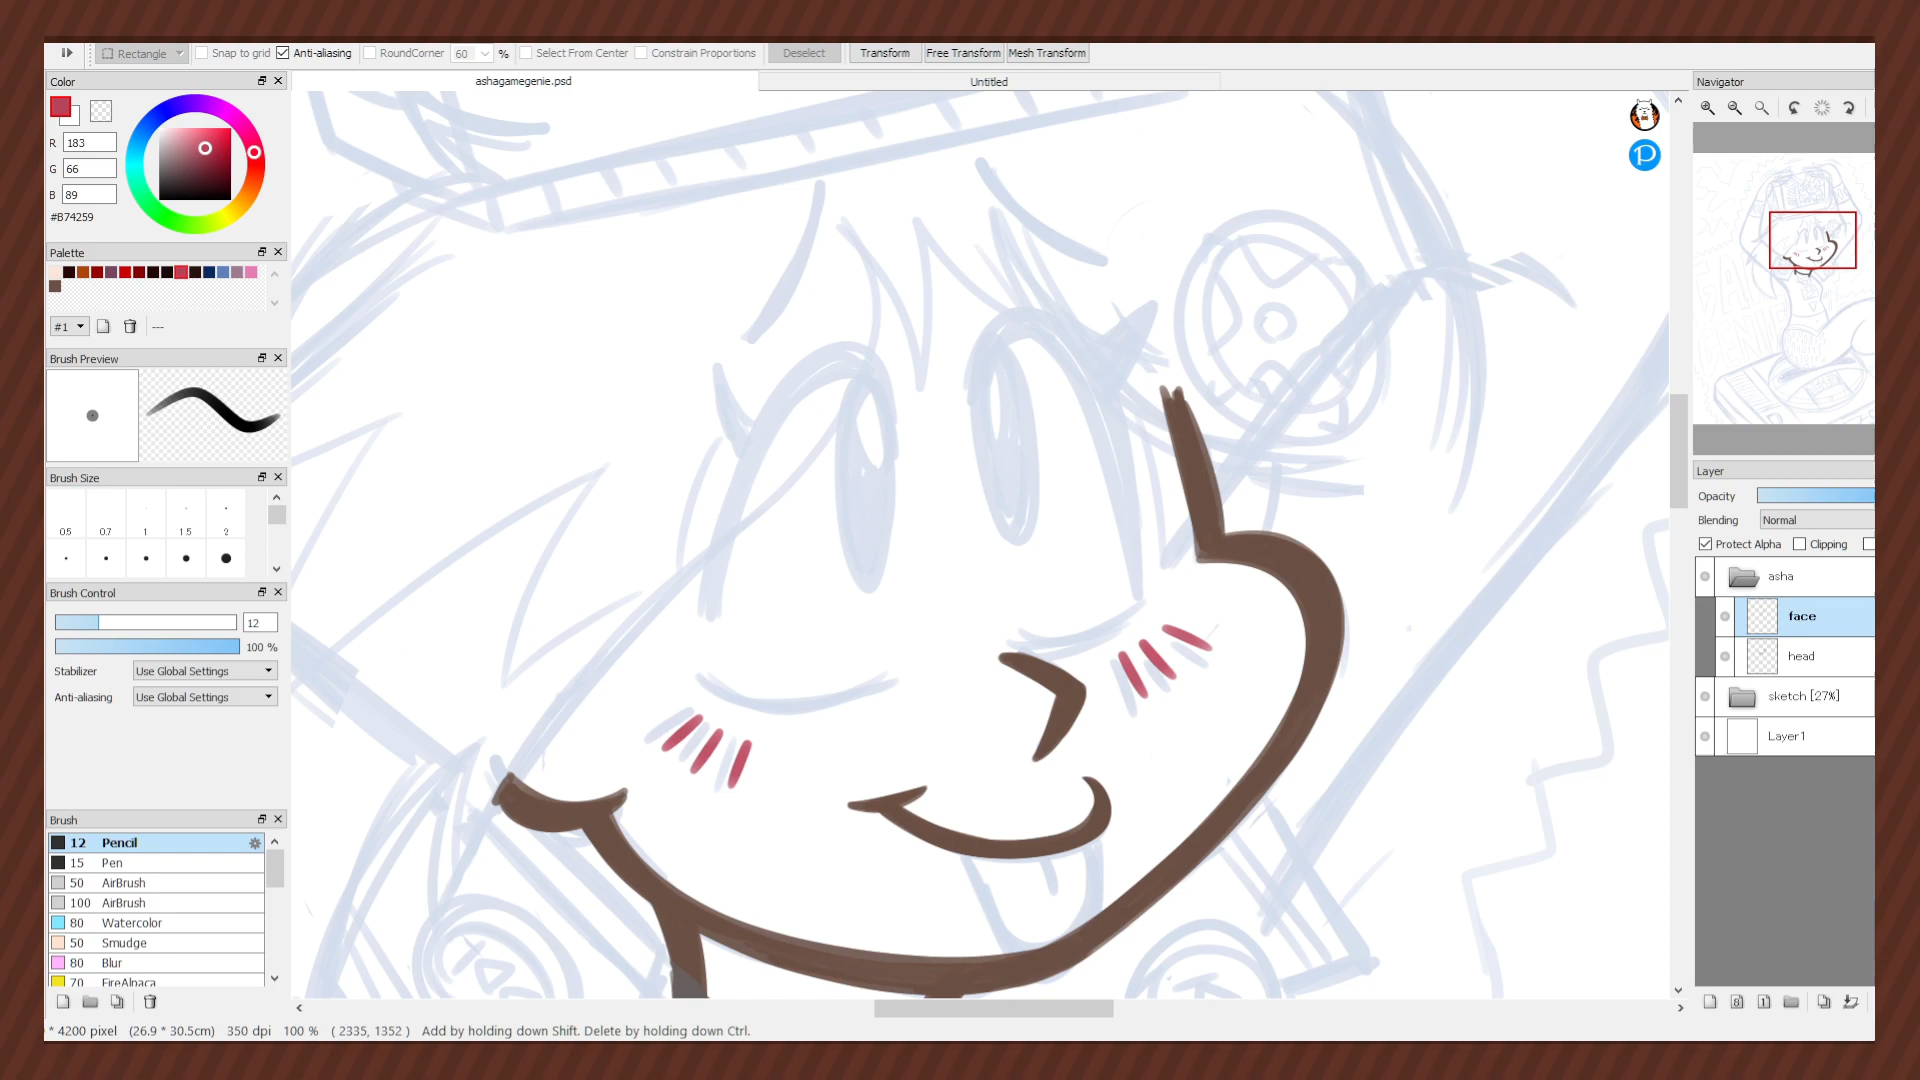 Rectangle Snap to grid Anti-aliasing RoundCorner 60 % Select From Center Constrain Proportions Deselect Transform Free Transform Mesh Transform
Color
ashagamegenie.psd
Untitled
Navigator
R 183
G 66
B 89
#B74259
Palette
#1 ---
Brush Preview
Brush Size
0.5 0.7 1 1.5 2
Brush Control
12
100 %
Stabilizer Use Global Settings
Anti-aliasing Use Global Settings
Brush
12 Pencil
15 Pen
50 AirBrush
100 AirBrush
80 Watercolor
50 Smudge
80 Blur
70 FireAlpaca
Layer
Opacity
Blending Normal
Protect Alpha Clipping
asha
face
head
sketch [27%]
Layer1
* 4200 pixel (26.9 * 30.5cm) 350 dpi 100 % ( 2335, 1352 ) Add by holding down Shift. Delete by holding down Ctrl.